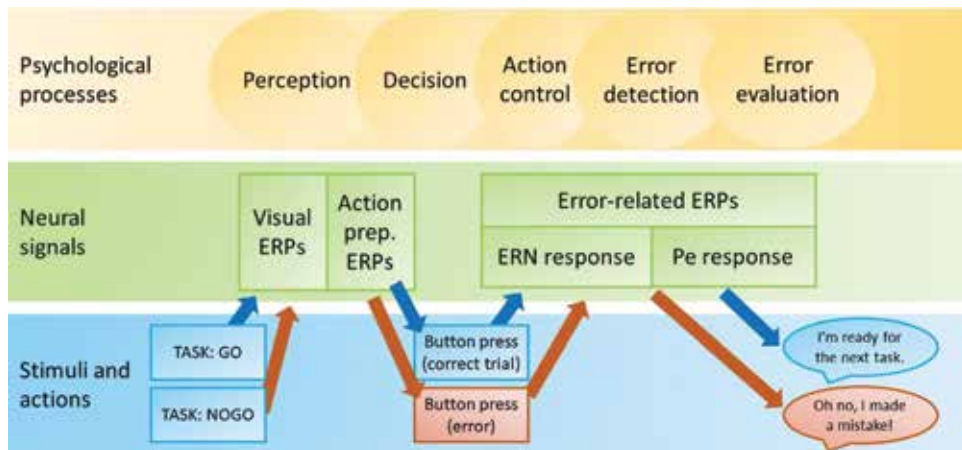 Psychological
processes
Perception
Decision
Action
control
Error
detection
Error
evaluation
Neural
signals
Visual
ERPs
Action
prep.
ERPs
Error-related ERPs
ERN response
Pe response
Stimuli and
actions
TASK: GO
TASK: NOGO
Button press
(correct trial)
Button press
(error)
I'm ready for
the next task.
Oh no, I made
a mistake!